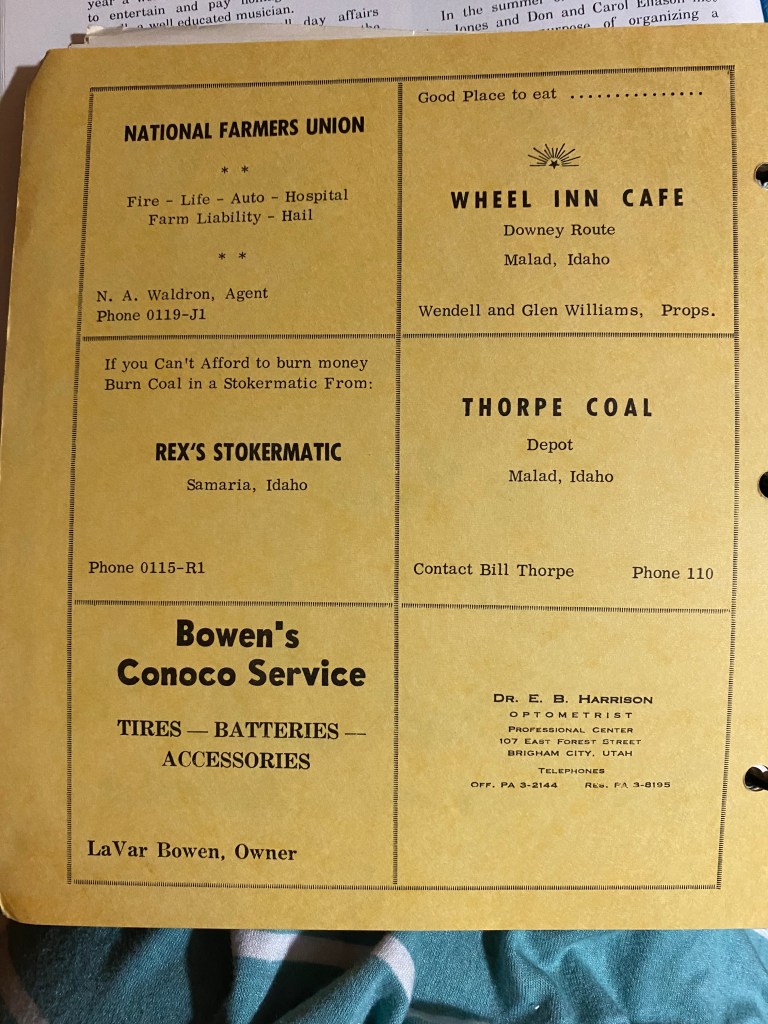 year a w
to entertain and pay
well educated musician.
day affairs
the
In the summer
Jones and Don and Carol Eliason
purpose of organizing a
NATIONAL FARMERS UNION
* *
Fire - Life - Auto - Hospital
Farm Liability - Hail
* *
N. A. Waldron, Agent
Phone 0119-J1
Good Place to eat ...............
WHEEL INN CAFE
Downey Route
Malad, Idaho
Wendell and Glen Williams, Props.
If you Can't Afford to burn money
Burn Coal in a Stokermatic From:
REX'S STOKERMATIC
Samaria, Idaho
Phone 0115-R1
THORPE COAL
Depot
Malad, Idaho
Contact Bill Thorpe Phone 110
Bowen's
Conoco Service
TIRES — BATTERIES —
ACCESSORIES
LaVar Bowen, Owner
DR. E. B. HARRISON
OPTOMETRIST
PROFESSIONAL CENTER
107 EAST FOREST STREET
BRIGHAM CITY, UTAH
TELEPHONES
OFF. PA 3-2144 RES. PA 3-8195